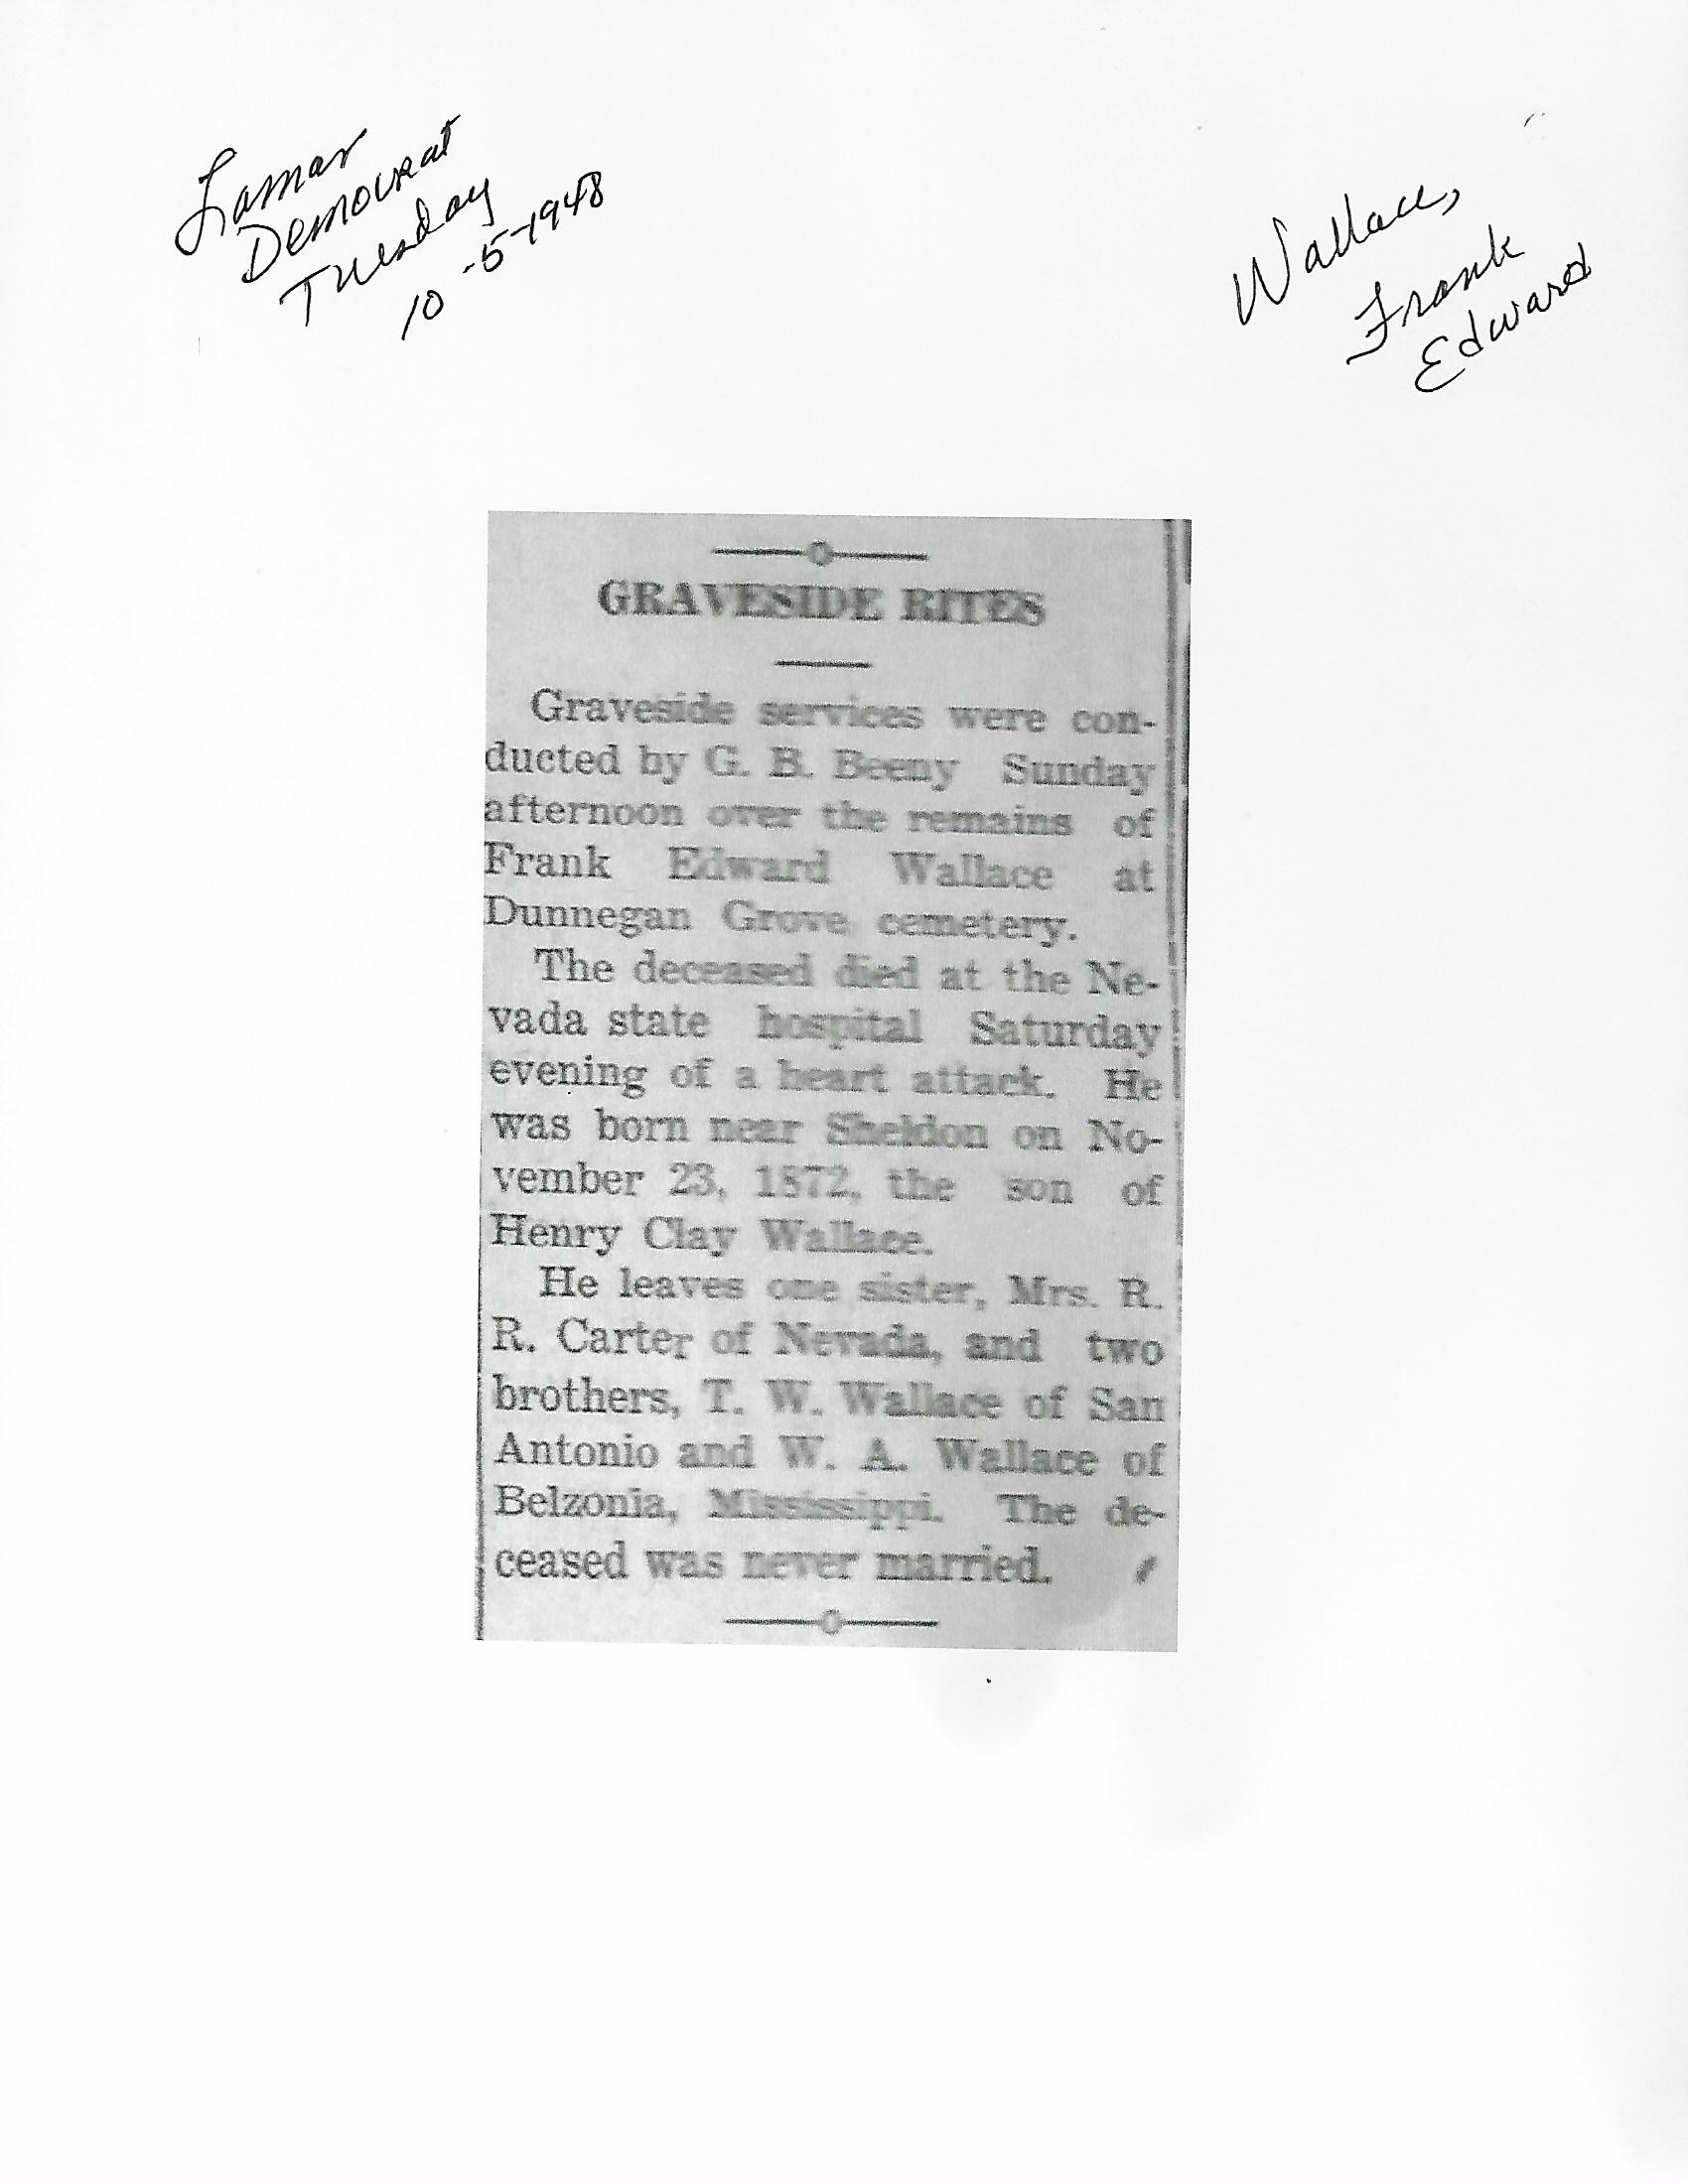 Lamar
Democrat
Tuesday
10-5-1948
Wallace,
Frank
Edward
GRAVESIDE RITES
Graveside services were con-
ducted by G. B. Beeny Sunday
afternoon over the remains of
Frank Edward Wallace at
Dunnegan Grove cemetery.
The deceased died at the Ne-
vada state hospital Saturday
evening of a heart attack. He
was born near Sheldon on No-
vember 23, 1872, the son of
Henry Clay Wallace.
He leaves one sister, Mrs. R.
R. Carter of Nevada, and two
brothers, T. W. Wallace of San
Antonio and W. A. Wallace of
Belzonia, Mississippi. The de-
ceased was never married.